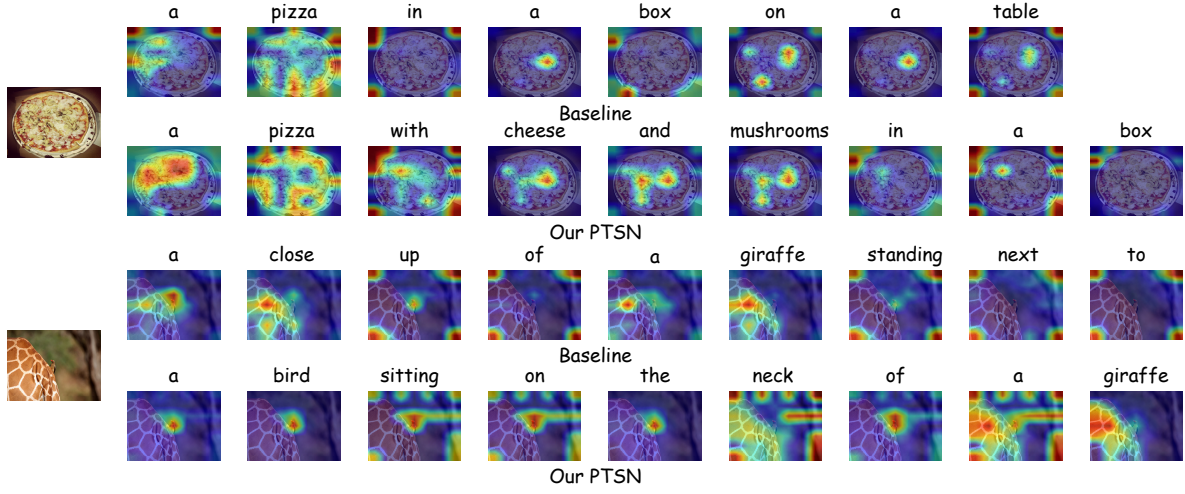 a pizza in a box on a table
Baseline
a pizza with cheese and mushrooms in a box
Our PTSN
a close up of a giraffe standing next to
Baseline
a bird sitting on the neck of a giraffe
Our PTSN